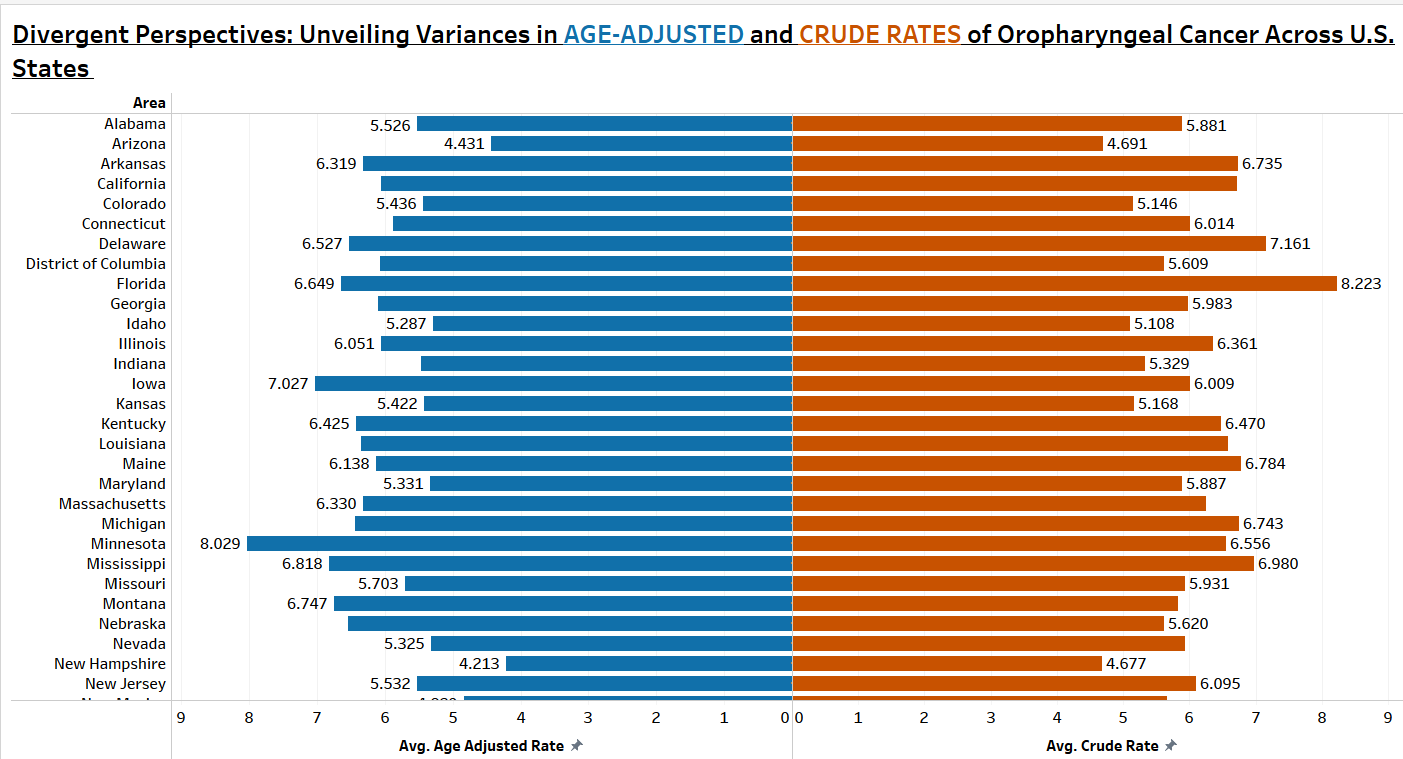 Divergent Perspectives: Unveiling Variances in AGE-ADJUSTED and CRUDE RATES of Oropharyngeal Cancer Across U.S.
States
Area
Alabama 5.526 5.881
Arizona 4.431 4.691
Arkansas 6.319 6.735
California
Colorado 5.436 5.146
Connecticut 6.014
Delaware 6.527 7.161
District of Columbia 5.609
Florida 6.649 8.223
Georgia 5.983
Idaho 5.287 5.108
Illinois 6.051 6.361
Indiana 5.329
Iowa 7.027 6.009
Kansas 5.422 5.168
Kentucky 6.425 6.470
Louisiana
Maine 6.138 6.784
Maryland 5.331 5.887
Massachusetts 6.330
Michigan 6.743
Minnesota 8.029 6.556
Mississippi 6.818 6.980
Missouri 5.703 5.931
Montana 6.747
Nebraska 5.620
Nevada 5.325
New Hampshire 4.213 4.677
New Jersey 5.532 6.095
9 8 7 6 5 4 3 2 1 0 0 1 2 3 4 5 6 7 8 9
Avg. Age Adjusted Rate Avg. Crude Rate